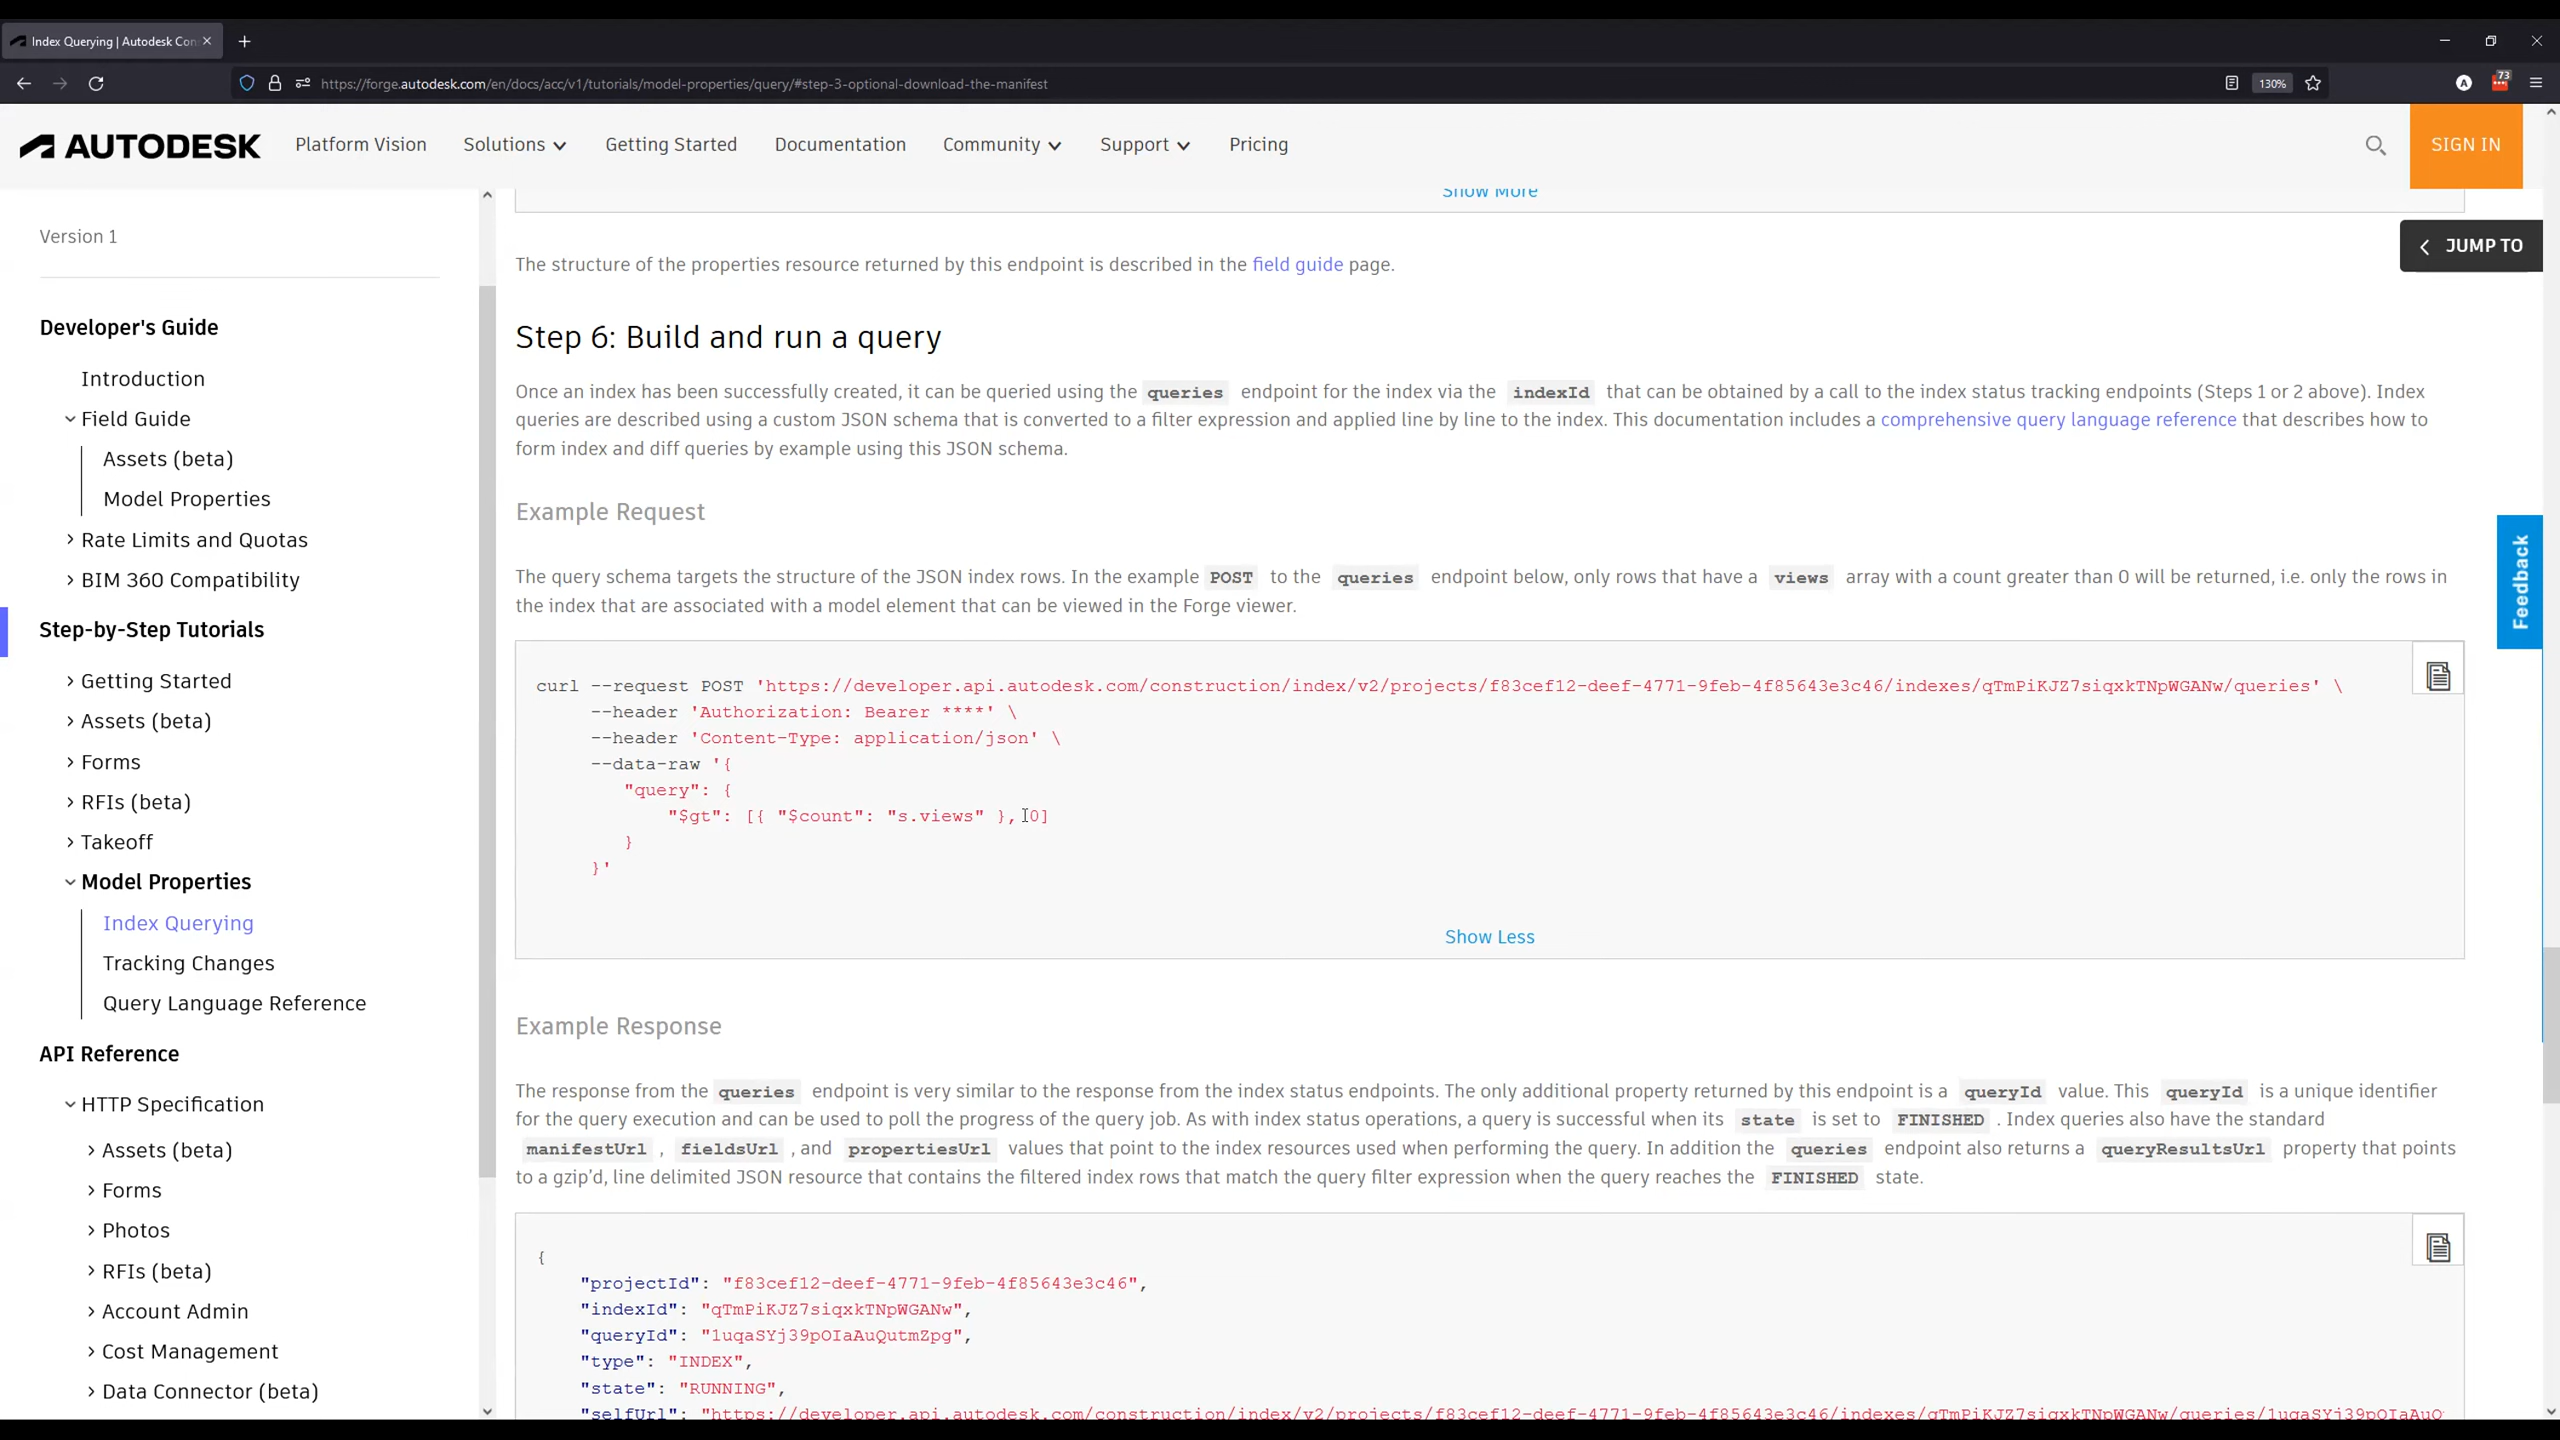 Index Querying | Autodesk Con
https://forge.autodesk.com/en/docs/acc/v1/tutorials/model-properties/query/#step-3-optional-download-the-manifest
130%
A
73
AUTODESK
Platform Vision
Solutions
Getting Started
Documentation
Community
Support
Pricing
SIGN IN
Version 1
Developer's Guide
Introduction
Field Guide
Assets (beta)
Model Properties
Rate Limits and Quotas
BIM 360 Compatibility
Step-by-Step Tutorials
Getting Started
Assets (beta)
Forms
RFIs (beta)
Takeoff
Model Properties
Index Querying
Tracking Changes
Query Language Reference
API Reference
HTTP Specification
Assets (beta)
Forms
Photos
RFIs (beta)
Account Admin
Cost Management
Data Connector (beta)
Show More
JUMP TO
Feedback
The structure of the properties resource returned by this endpoint is described in the field guide page.
Step 6: Build and run a query
Once an index has been successfully created, it can be queried using the queries endpoint for the index via the indexId that can be obtained by a call to the index status tracking endpoints (Steps 1 or 2 above). Index
queries are described using a custom JSON schema that is converted to a filter expression and applied line by line to the index. This documentation includes a comprehensive query language reference that describes how to
form index and diff queries by example using this JSON schema.
Example Request
The query schema targets the structure of the JSON index rows. In the example POST to the queries endpoint below, only rows that have a views array with a count greater than 0 will be returned, i.e. only the rows in
the index that are associated with a model element that can be viewed in the Forge viewer.
curl --request POST 'https://developer.api.autodesk.com/construction/index/v2/projects/f83cef12-deef-4771-9feb-4f85643e3c46/indexes/qTmPiKJZ7siqxkTNpWGANw/queries' \
--header 'Authorization: Bearer ****' \
--header 'Content-Type: application/json' \
--data-raw '{
"query": {
"$gt": [{ "$count": "s.views" }, 0]
}
}'
Show Less
Example Response
The response from the queries endpoint is very similar to the response from the index status endpoints. The only additional property returned by this endpoint is a queryId value. This queryId is a unique identifier
for the query execution and can be used to poll the progress of the query job. As with index status operations, a query is successful when its state is set to FINISHED . Index queries also have the standard
manifestUrl , fieldsUrl , and propertiesUrl values that point to the index resources used when performing the query. In addition the queries endpoint also returns a queryResultsUrl property that points
to a gzip'd, line delimited JSON resource that contains the filtered index rows that match the query filter expression when the query reaches the FINISHED state.
{
"projectId": "f83cef12-deef-4771-9feb-4f85643e3c46",
"indexId": "qTmPiKJZ7siqxkTNpWGANw",
"queryId": "1uqaSYj39pOIaAuQutmZpg",
"type": "INDEX",
"state": "RUNNING",
"selfUrl": "https://developer.api.autodesk.com/construction/index/v2/projects/f83cef12-deef-4771-9feb-4f85643e3c46/indexes/qTmPiKJZ7siqxkTNpWGANw/queries/1uqaSYj39pOIaAuQ